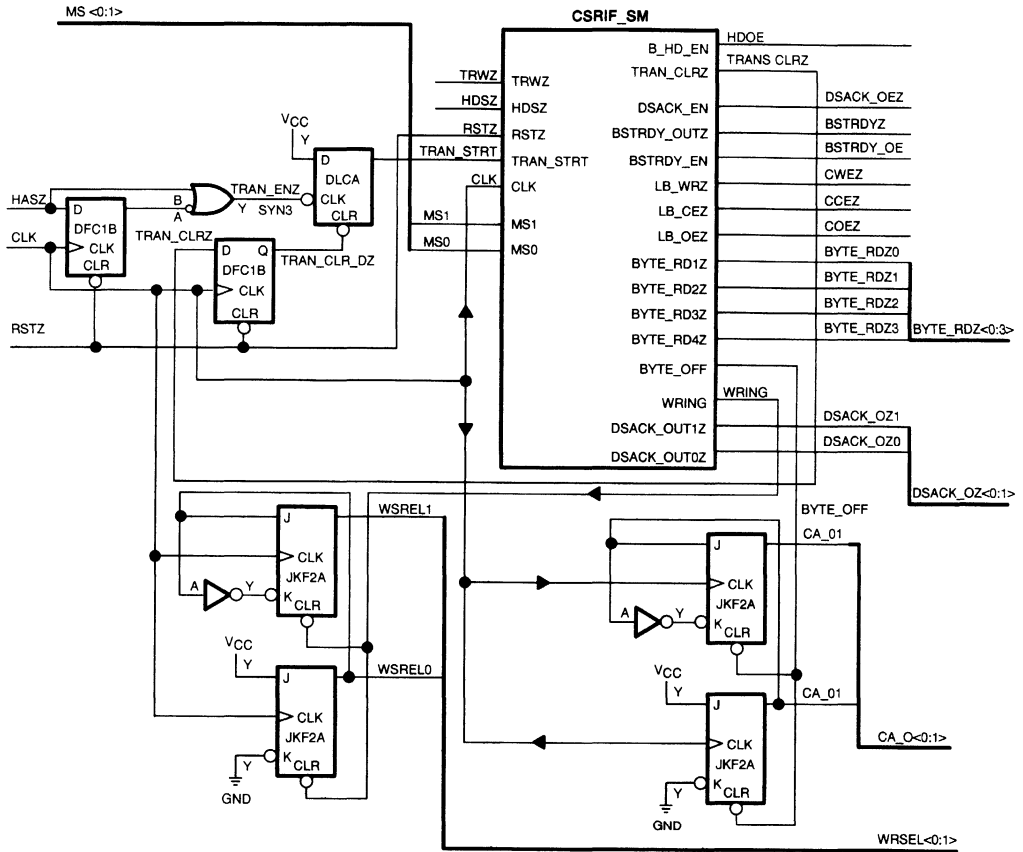 MS <0:1>
CSRIF_SM
B_HD_EN
HDOE
TRANS CLRZ
TRAN_CLRZ
TRWZ
TRWZ
HDSZ
HDSZ
DSACK_EN
DSACK_OEZ
RSTZ
RSTZ
BSTRDY_OUTZ
BSTRDYZ
TRAN_STRT
TRAN_STRT
BSTRDY_EN
BSTRDY_OE
CLK
CLK
LB_WRZ
CWEZ
LB_CEZ
CCEZ
MS1
MS1
LB_OEZ
COEZ
MS0
MS0
BYTE_RD1Z
BYTE_RDZ0
BYTE_RD2Z
BYTE_RDZ1
BYTE_RD3Z
BYTE_RDZ2
BYTE_RD4Z
BYTE_RDZ3
BYTE_RDZ<0:3>
BYTE_OFF
WRING
WRING
DSACK_OUT1Z
DSACK_OZ1
DSACK_OUT0Z
DSACK_OZ0
DSACK_OZ<0:1>
VCC
Y
D
DLCA
CLK
CLR
HASZ
B
A
Y
TRAN_ENZ
SYN3
D
DFC1B
CLK
CLR
CLK
TRAN_CLRZ
D
Q
DFC1B
CLK
CLR
TRAN_CLR_DZ
RSTZ
J
CLK
JKF2A
K
CLR
A
Y
WSREL1
VCC
Y
J
CLK
JKF2A
K
CLR
Y
GND
WSREL0
BYTE_OFF
J
CLK
JKF2A
K
CLR
A
Y
CA_01
VCC
Y
J
CLK
JKF2A
K
CLR
Y
GND
CA_01
CA_O<0:1>
WRSEL<0:1>